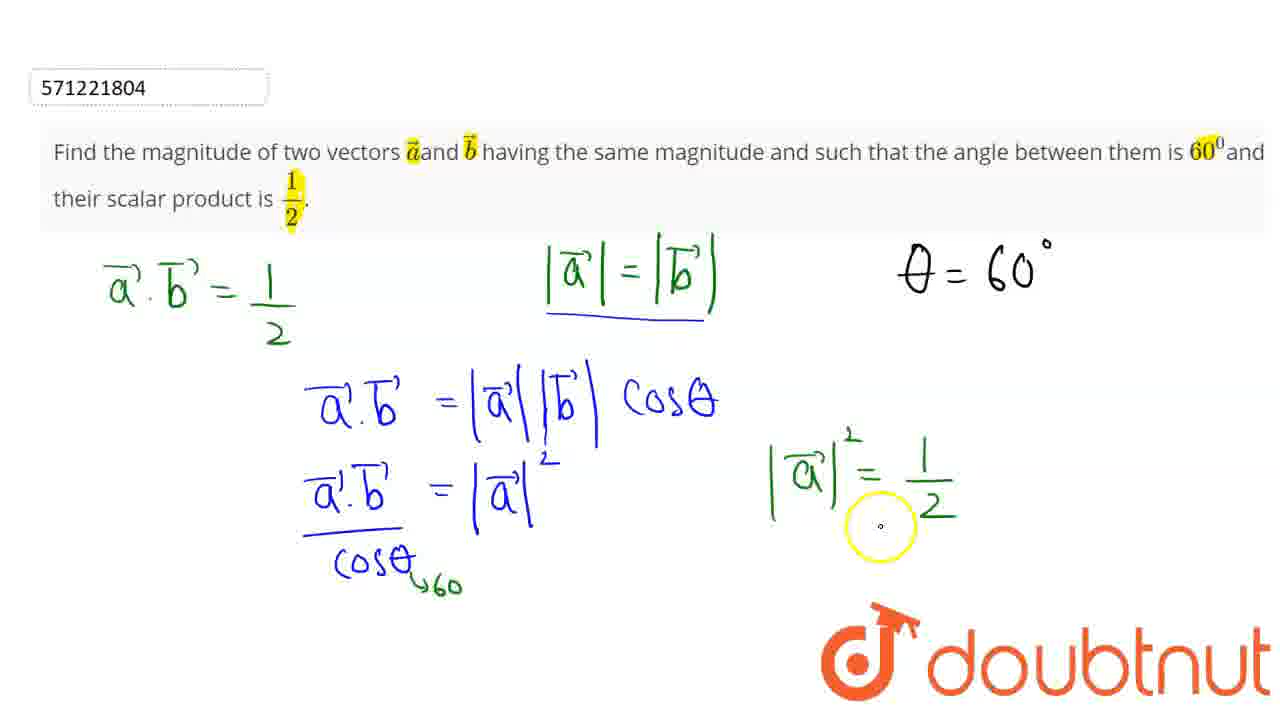 571221804
Find the magnitude of two vectors a⃗ and b⃗ having the same magnitude and such that the angle between them is 60⁰ and
their scalar product is 1/2.
a⃗ . b⃗ = 1/2
|a⃗| = |b⃗|
θ = 60°
a⃗ . b⃗ = |a⃗| |b⃗| cosθ
a⃗ . b⃗ / cosθ = |a⃗|²
↳ 60
|a⃗|² = 1/2
doubtnut